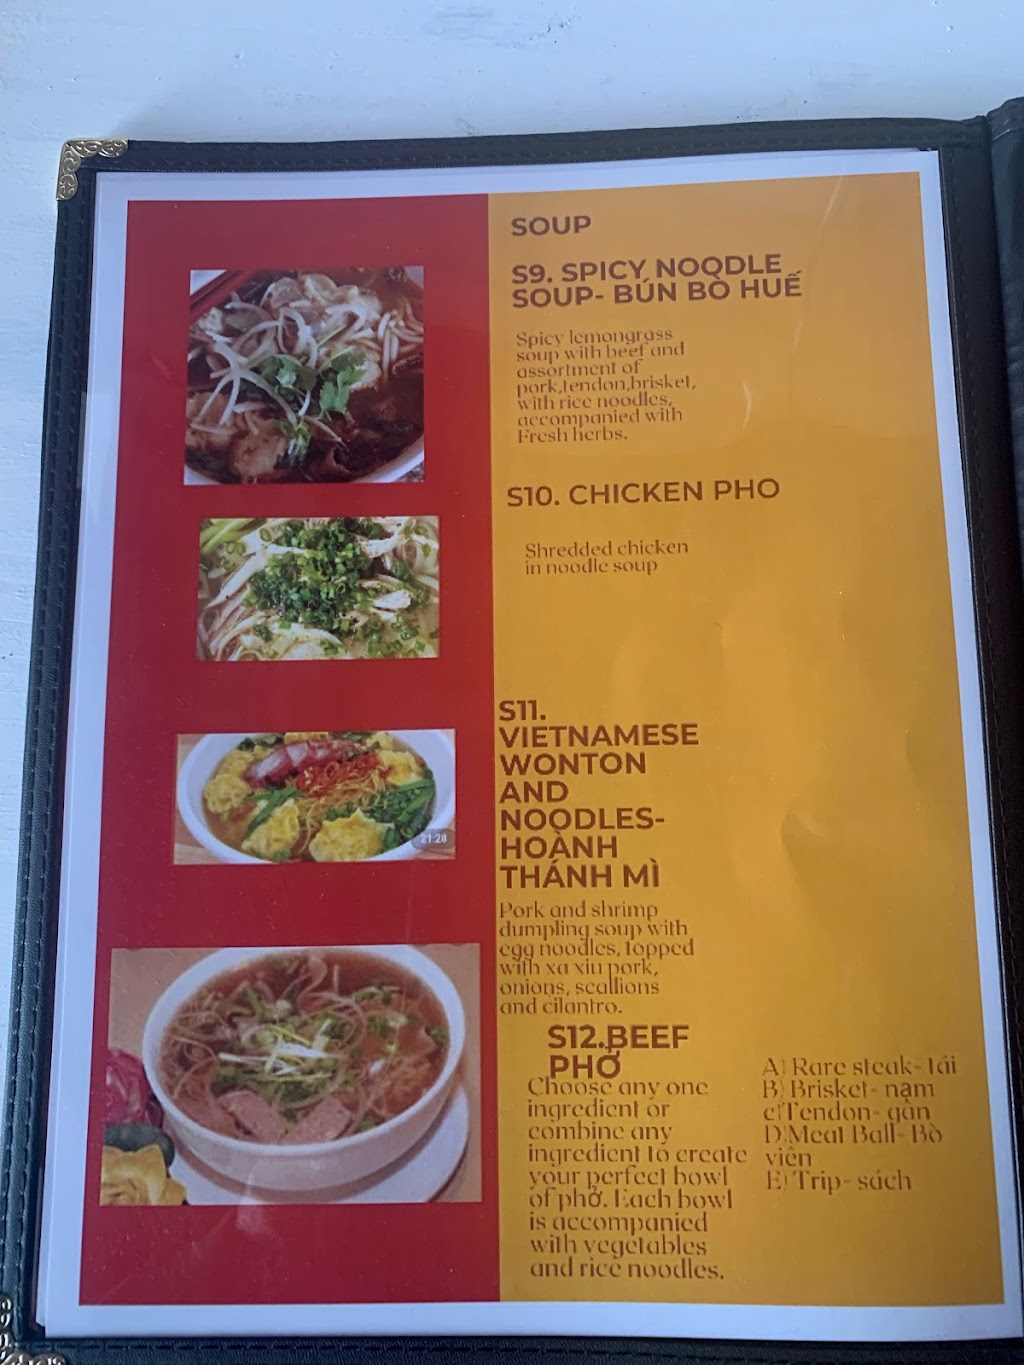 SOUP
S9. SPICY NOODLE
SOUP- BÚN BÒ HUẾ
Spicy lemongrass
soup with beef and
assortment of
pork,tendon,brisket,
with rice noodles,
accompanied with
Fresh herbs.
S10. CHICKEN PHO
Shredded chicken
in noodle soup
S11.
VIETNAMESE
WONTON
AND
NOODLES-
HOÀNH
THÁNH MÌ
21:28
Pork and shrimp
dumpling soup with
egg noodles, topped
with xa xiu pork,
onions, scallions
and cilantro.
S12.BEEF
PHỞ
Choose any one
ingredient or
combine any
ingredient to create
your perfect bowl
of phở. Each bowl
is accompanied
with vegetables
and rice noodles.
A) Rare steak- tái
B) Brisket- nạm
c)Tendon- gân
D)Meat Ball- Bò
viên
E) Trip- sách